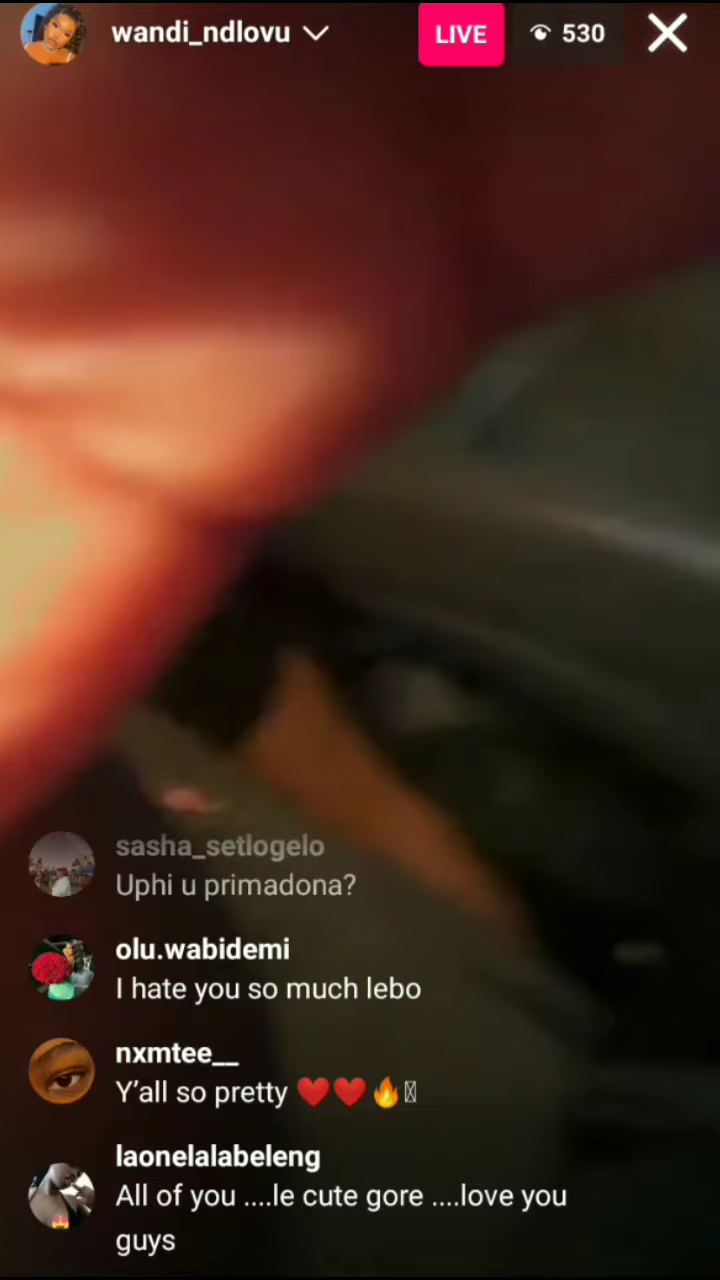 wandi_ndlovu
LIVE
530
sasha_setlogelo
Uphi u primadona?
olu.wabidemi
I hate you so much lebo
nxmtee__
Y'all so pretty ❤️❤️🔥
laonelalabeleng
All of you ....le cute gore ....love you
guys